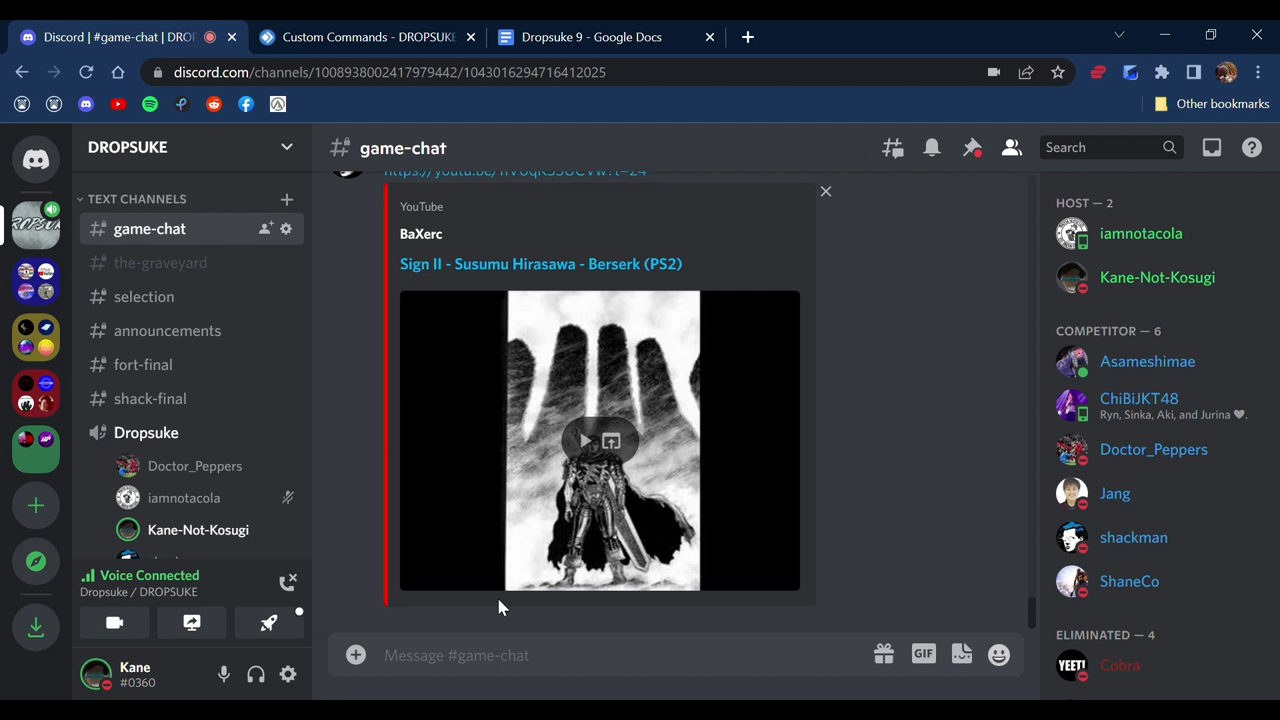 Discord | #game-chat | DROP
Custom Commands - DROPSUKE
Dropsuke 9 - Google Docs
discord.com/channels/1008938002417979442/1043016294716412025
Other bookmarks
DROPSUKE
game-chat
Search
TEXT CHANNELS
game-chat
the-graveyard
selection
announcements
fort-final
shack-final
Dropsuke
Doctor_Peppers
iamnotacola
Kane-Not-Kosugi
Voice Connected
Dropsuke / DROPSUKE
Kane
#0360
YouTube
BaXerc
Sign II - Susumu Hirasawa - Berserk (PS2)
Message #game-chat
GIF
HOST — 2
iamnotacola
Kane-Not-Kosugi
COMPETITOR — 6
Asameshimae
ChiBiJKT48
Ryn, Sinka, Aki, and Jurina 🖤.
Doctor_Peppers
Jang
shackman
ShaneCo
ELIMINATED — 4
YEET!
Cobra